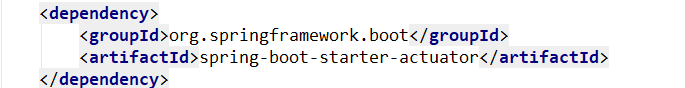 <dependency>
<groupId>org.springframework.boot</groupId>
<artifactId>spring-boot-starter-actuator</artifactId>
</dependency>